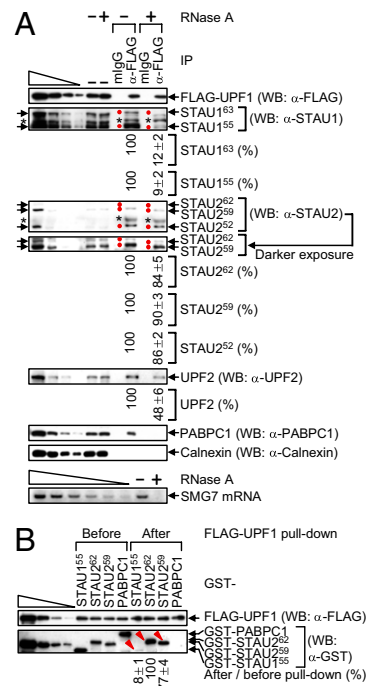 A
− + − + RNase A
mIgG α-FLAG mIgG α-FLAG IP
− −
FLAG-UPF1 (WB: α-FLAG)
STAU1⁶³
STAU1⁵⁵
(WB: α-STAU1)
* *
100 12±2 STAU1⁶³ (%)
100 9±2 STAU1⁵⁵ (%)
STAU2⁶²
STAU2⁵⁹
STAU2⁵²
(WB: α-STAU2)
* *
STAU2⁶²
STAU2⁵⁹
Darker exposure
100 84±5 STAU2⁶² (%)
100 90±3 STAU2⁵⁹ (%)
100 86±2 STAU2⁵² (%)
UPF2 (WB: α-UPF2)
100 48±6 UPF2 (%)
PABPC1 (WB: α-PABPC1)
Calnexin (WB: α-Calnexin)
− + RNase A
SMG7 mRNA
B
Before After FLAG-UPF1 pull-down
STAU1⁵⁵ STAU2⁶² STAU2⁵⁹ PABPC1 STAU1⁵⁵ STAU2⁶² STAU2⁵⁹ PABPC1 GST-
FLAG-UPF1 (WB: α-FLAG)
GST-PABPC1
GST-STAU2⁶²
GST-STAU2⁵⁹
GST-STAU1⁵⁵
(WB: α-GST)
8±1 100 After / before pull-down (%)